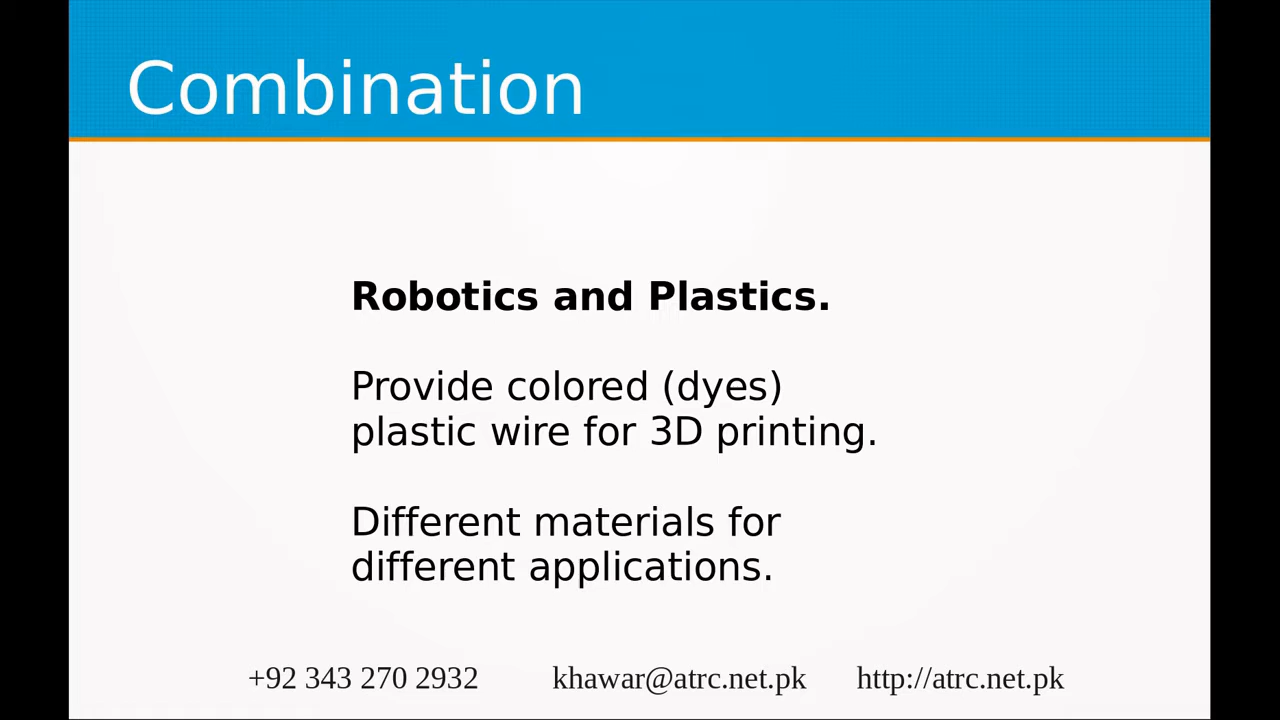 Combination
Robotics and Plastics.
Provide colored (dyes)
plastic wire for 3D printing.
Different materials for
different applications.
+92 343 270 2932 khawar@atrc.net.pk http://atrc.net.pk